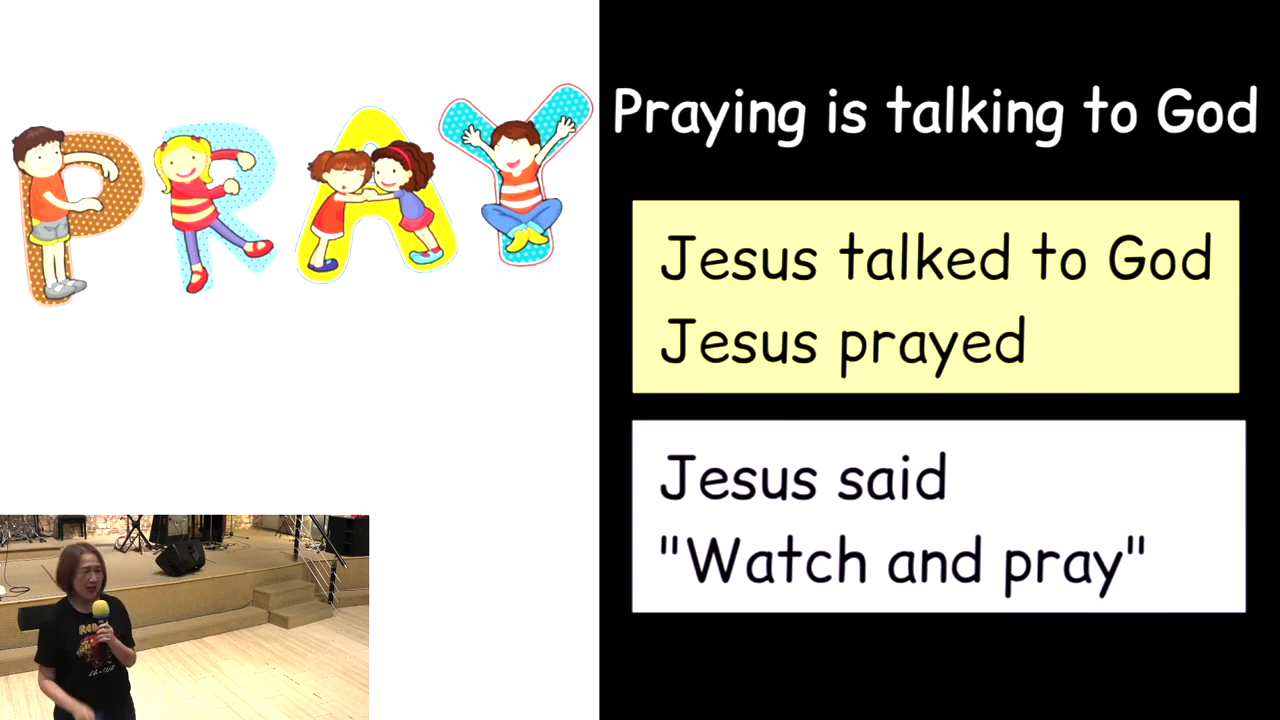 PRAY
Praying is talking to God
Jesus talked to God
Jesus prayed
Jesus said
"Watch and pray"